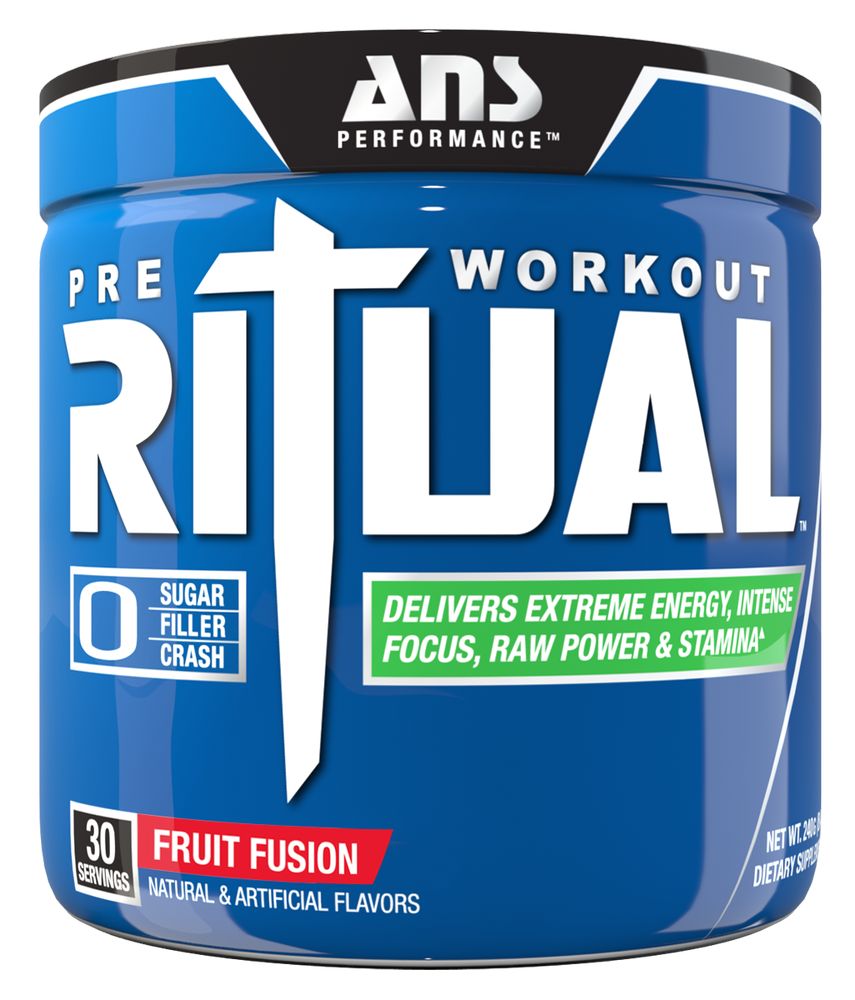 ANS
PERFORMANCE™
PRE WORKOUT
RITUAL™
0 SUGAR
FILLER
CRASH
DELIVERS EXTREME ENERGY, INTENSE
FOCUS, RAW POWER & STAMINA▲
30
SERVINGS
FRUIT FUSION
NATURAL & ARTIFICIAL FLAVORS
NET WT. 240G
DIETARY